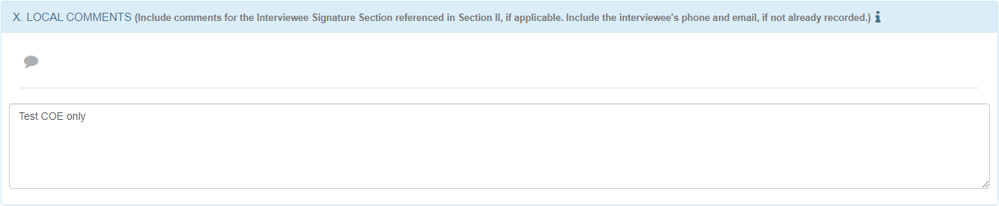 X. LOCAL COMMENTS (Include comments for the Interviewee Signature Section referenced in Section II, if applicable. Include the interviewee's phone and email, if not already recorded.)
Test COE only